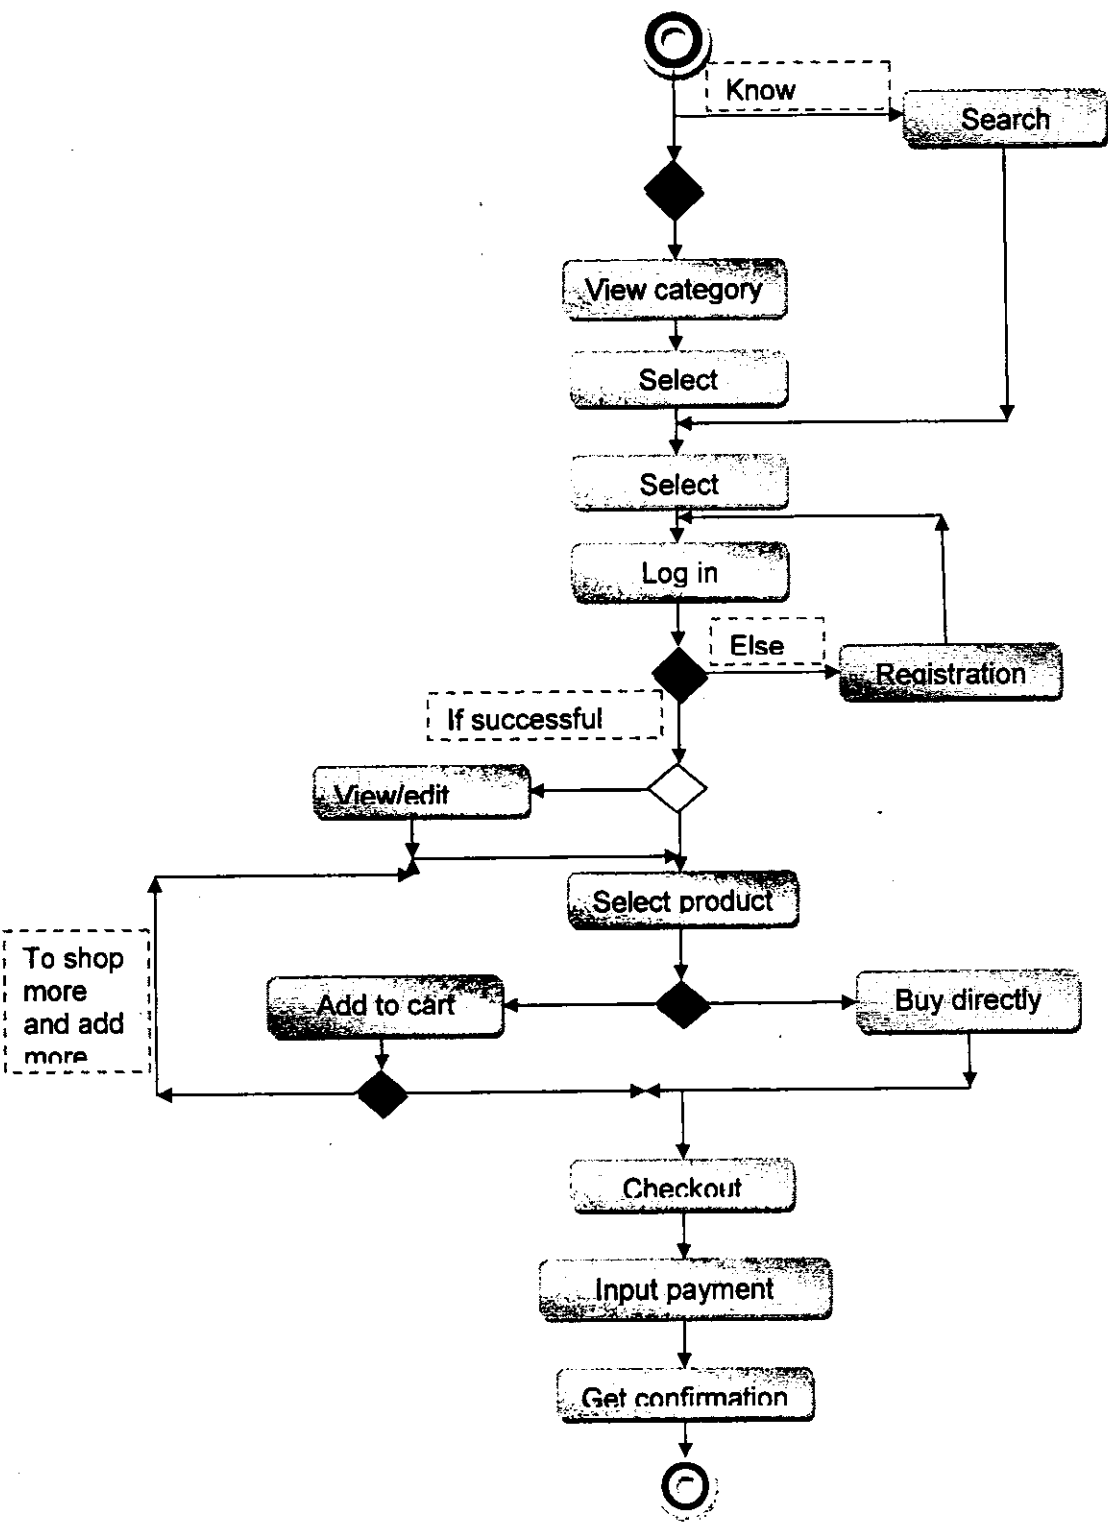 Know
Search
View category
Select
Select
Log in
Else
Registration
If successful
View/edit
Select product
To shop
more
and add
more
Add to cart
Buy directly
Checkout
Input payment
Get confirmation